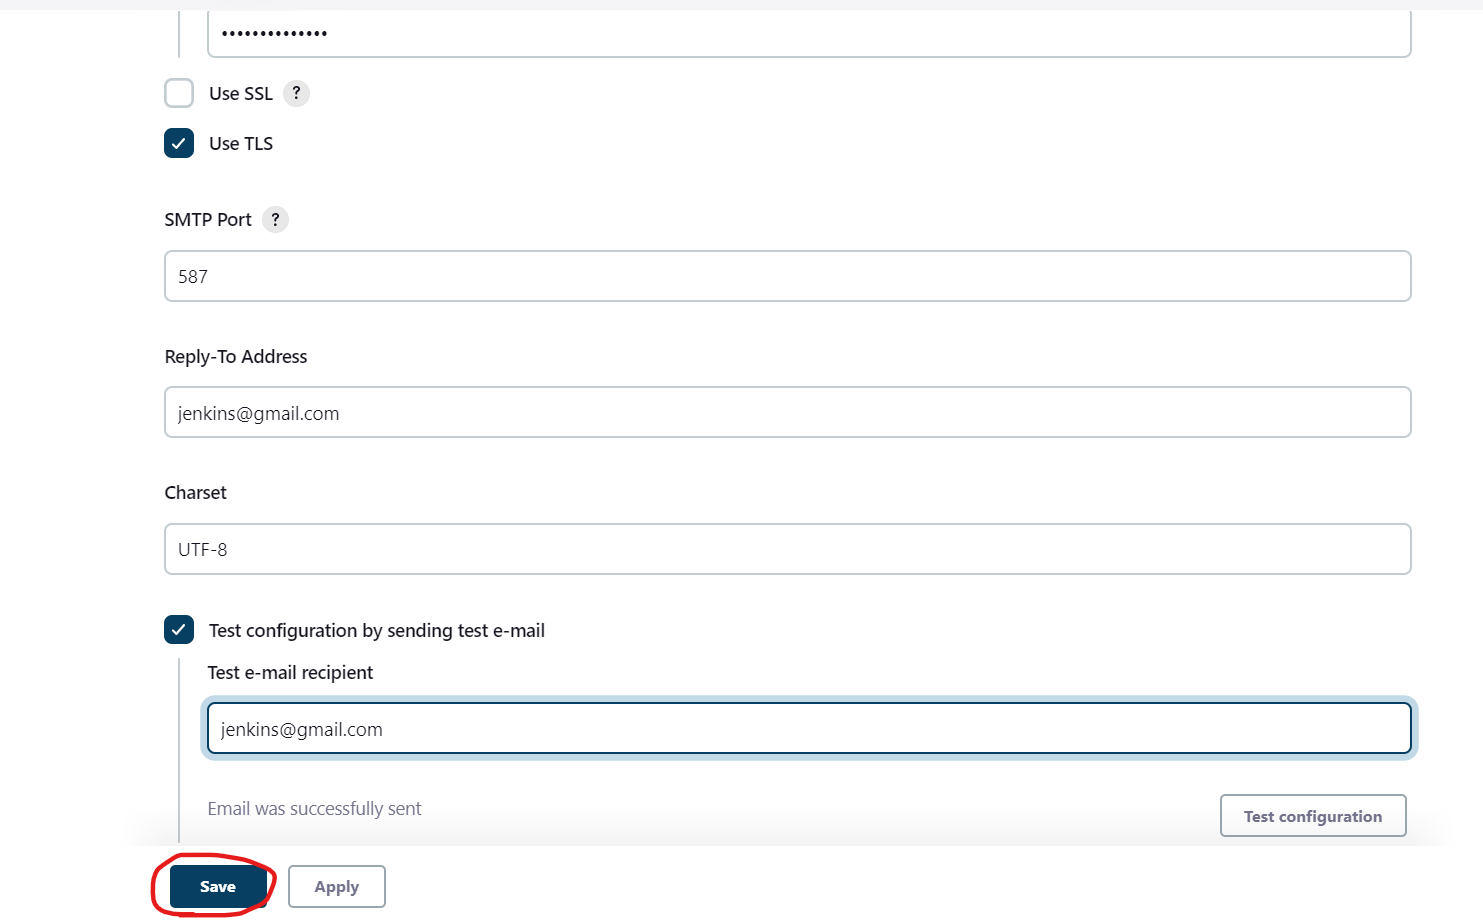 ••••••••••••••
Use SSL ?
Use TLS
SMTP Port ?
587
Reply-To Address
jenkins@gmail.com
Charset
UTF-8
Test configuration by sending test e-mail
Test e-mail recipient
jenkins@gmail.com
Email was successfully sent
Test configuration
Save Apply